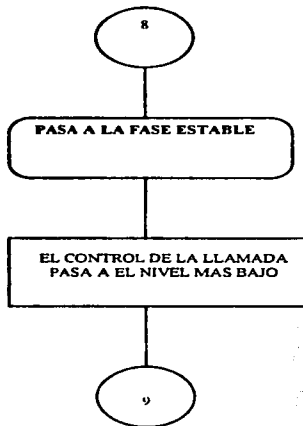 8
PASA A LA FASE ESTABLE
EL CONTROL DE LA LLAMADA
PASA A EL NIVEL MAS BAJO
9